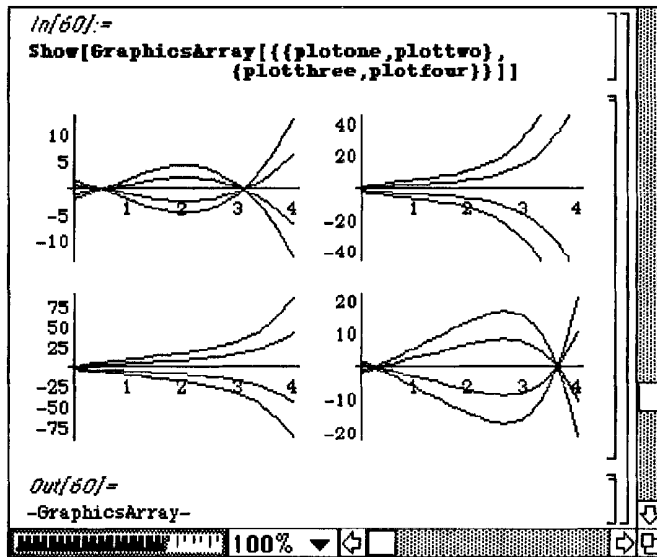 In[60]:=
Show[GraphicsArray[{{plotone,plottwo},
{plotthree,plotfour}}]]
10
5
-5
-10
1 2 3 4
40
20
-20
-40
1 2 3 4
75
50
25
-25
-50
-75
1 2 3 4
20
10
-10
-20
1 2 3 4
Out[60]=
-GraphicsArray-
100%